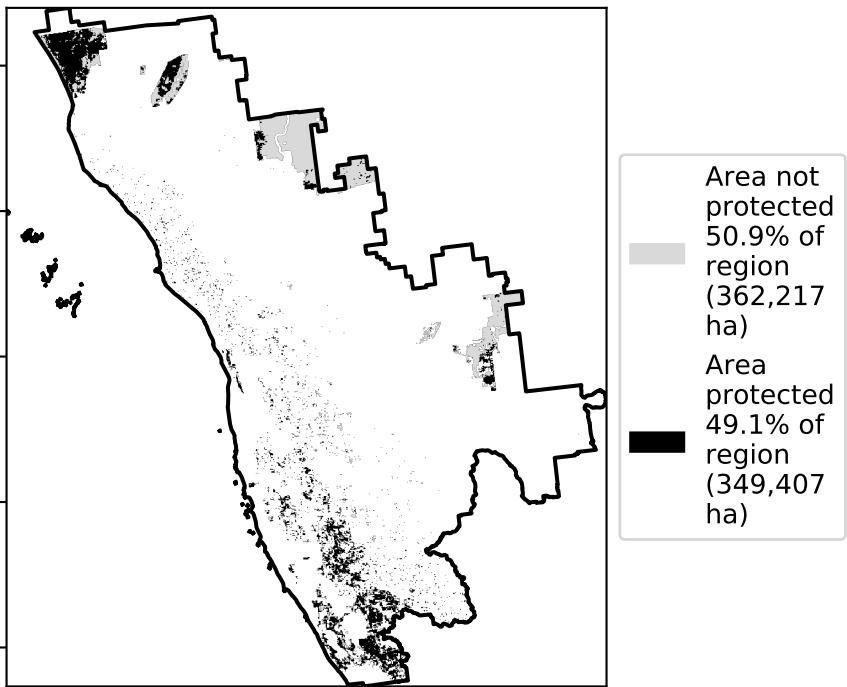 Area not
protected
50.9% of
region
(362,217
ha)
Area
protected
49.1% of
region
(349,407
ha)